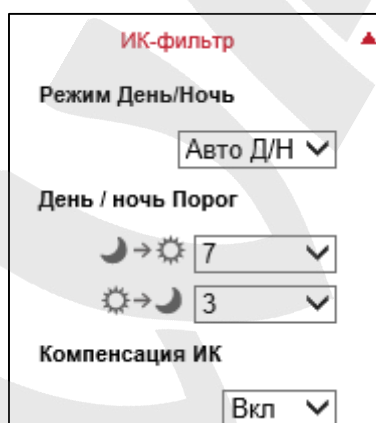 ИК-фильтр
Режим День/Ночь
Авто Д/Н
День / ночь Порог
7
3
Компенсация ИК
Вкл